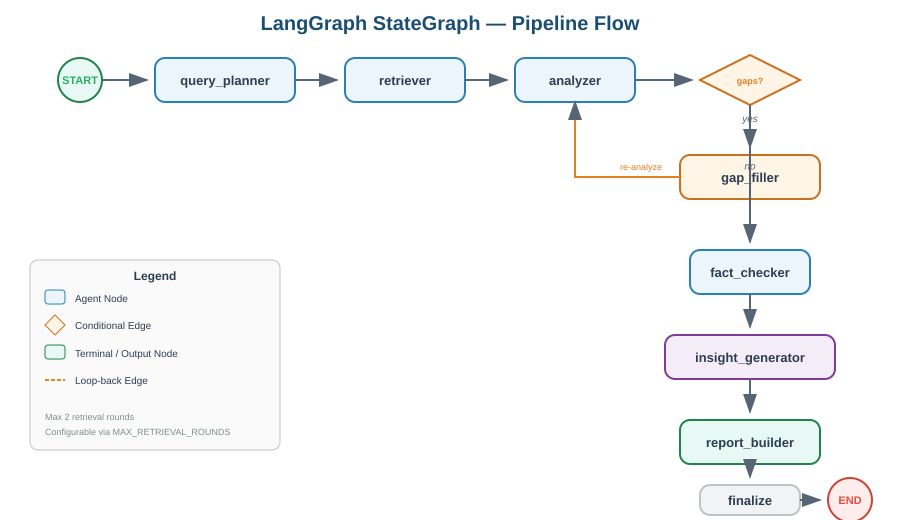 LangGraph StateGraph — Pipeline Flow
START
query_planner
retriever
analyzer
gaps?
yes
re-analyze
no
gap_filler
fact_checker
insight_generator
report_builder
finalize
END
Legend
Agent Node
Conditional Edge
Terminal / Output Node
Loop-back Edge
Max 2 retrieval rounds
Configurable via MAX_RETRIEVAL_ROUNDS